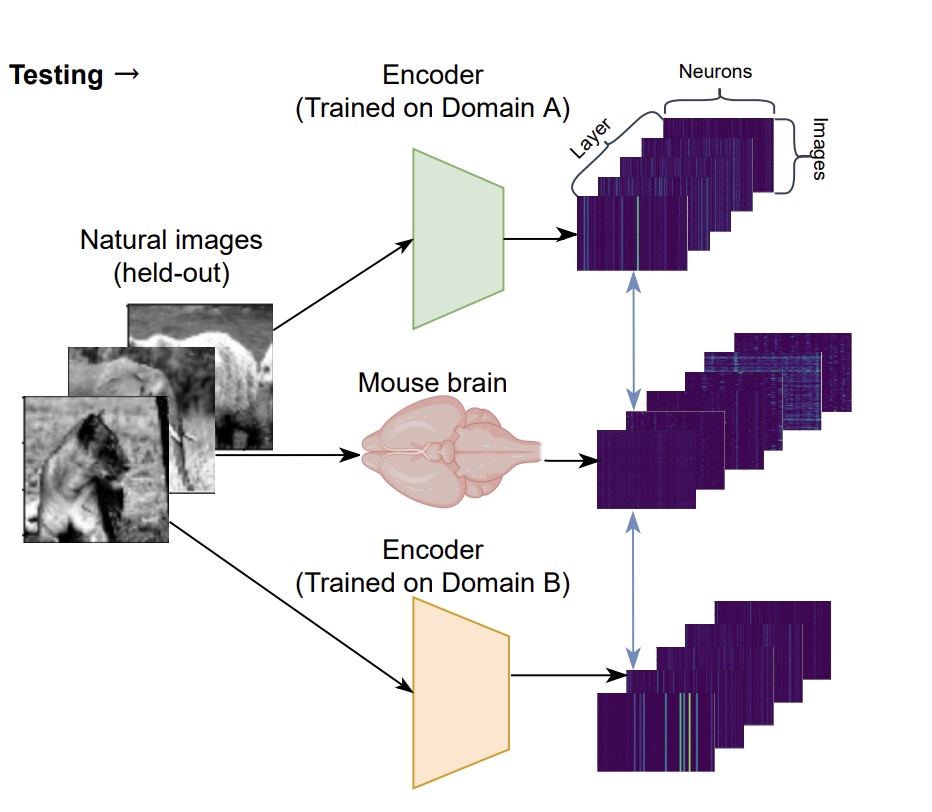 Testing →
Encoder
(Trained on Domain A)
Neurons
Layer
Images
Natural images
(held-out)
Mouse brain
Encoder
(Trained on Domain B)